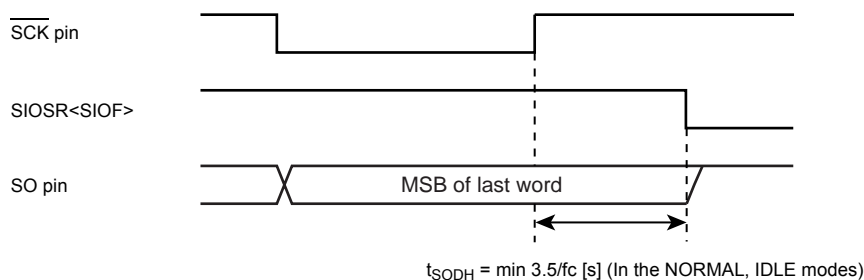 SCK pin
SIOSR<SIOF>
SO pin
MSB of last word
tSODH = min 3.5/fc [s] (In the NORMAL, IDLE modes)